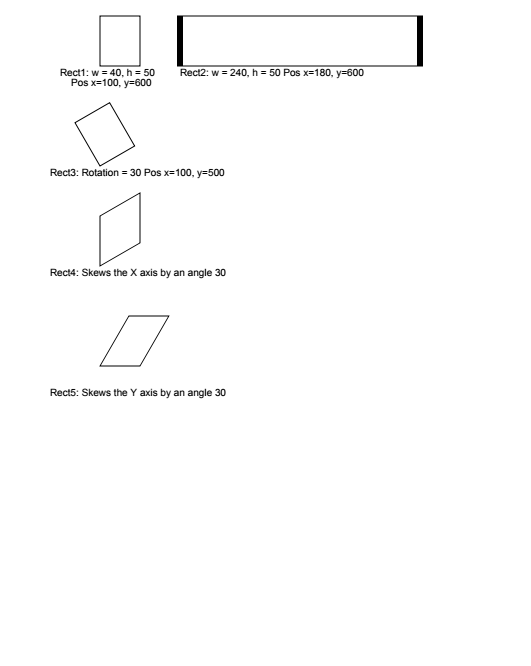 Rect1: w = 40, h = 50
Pos x=100, y=600
Rect2: w = 240, h = 50 Pos x=180, y=600
Rect3: Rotation = 30 Pos x=100, y=500
Rect4: Skews the X axis by an angle 30
Rect5: Skews the Y axis by an angle 30